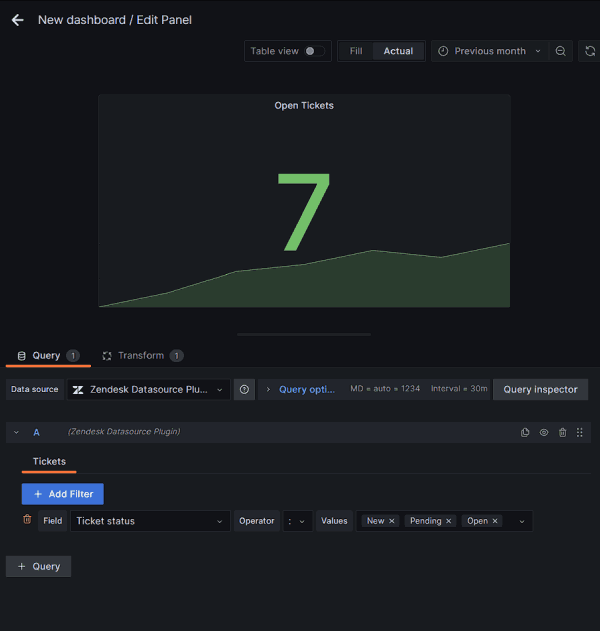 New dashboard / Edit Panel
Table view Fill Actual Previous month
Open Tickets
7
Query 1 Transform 1
Data source Zendesk Datasource Plu... Query opti... MD = auto = 1234 Interval = 30m Query inspector
A (Zendesk Datasource Plugin)
Tickets
+ Add Filter
Field Ticket status Operator : Values New × Pending × Open ×
+ Query